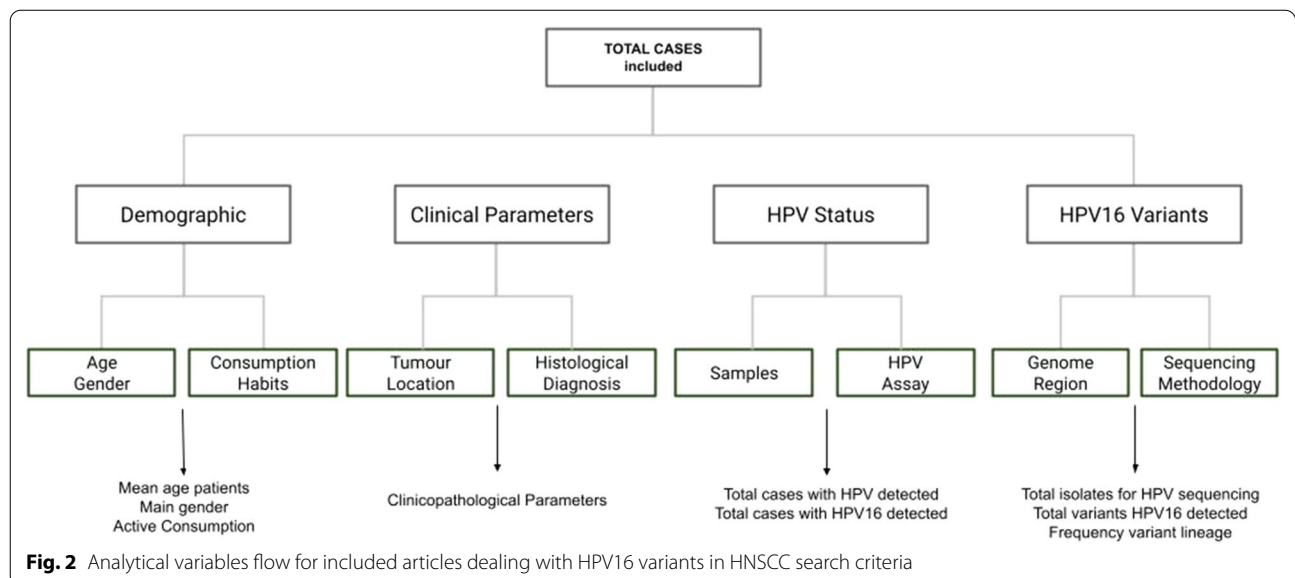 TOTAL CASES
included
Demographic
Clinical Parameters
HPV Status
HPV16 Variants
Age
Gender
Consumption
Habits
Tumour
Location
Histological
Diagnosis
Samples
HPV
Assay
Genome
Region
Sequencing
Methodology
Mean age patients
Main gender
Active Consumption
Clinicopathological Parameters
Total cases with HPV detected
Total cases with HPV16 detected
Total isolates for HPV sequencing
Total variants HPV16 detected
Frequency variant lineage
Fig. 2 Analytical variables flow for included articles dealing with HPV16 variants in HNSCC search criteria